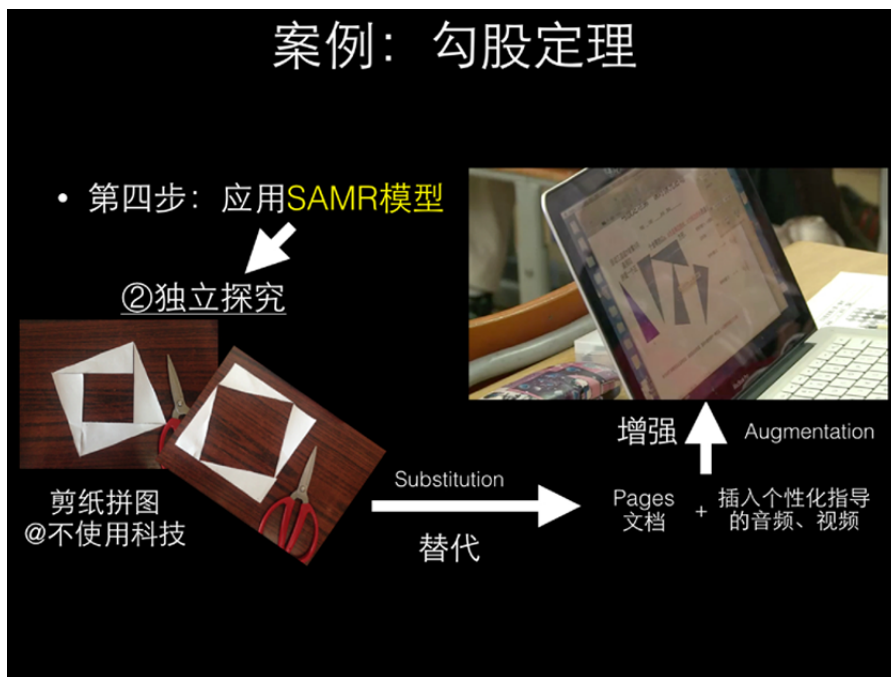 案例：勾股定理
• 第四步：应用SAMR模型
②独立探究
剪纸拼图
@不使用科技
Substitution
替代
增强
Augmentation
Pages
文档
+
插入个性化指导
的音频、视频